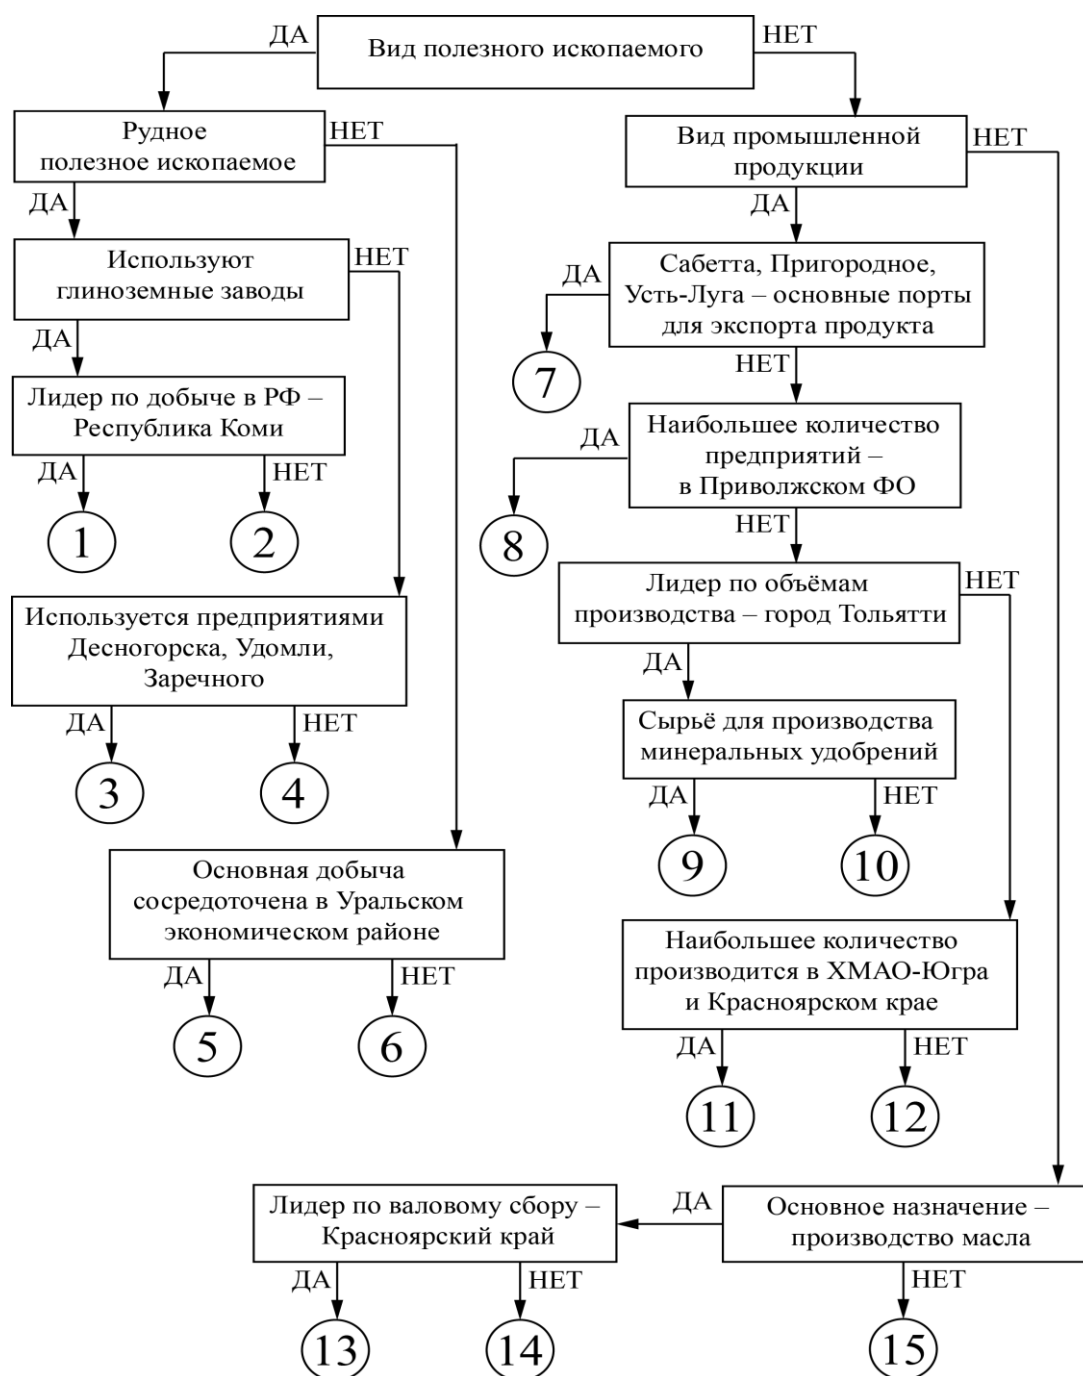 Вид полезного ископаемого
ДА
НЕТ
Рудное
полезное ископаемое
НЕТ
ДА
Используют
глиноземные заводы
НЕТ
ДА
Лидер по добыче в РФ –
Республика Коми
ДА
НЕТ
1
2
Используется предприятиями
Десногорска, Удомли,
Заречного
ДА
НЕТ
3
4
Основная добыча
сосредоточена в Уральском
экономическом районе
ДА
НЕТ
5
6
Вид промышленной
продукции
НЕТ
ДА
Сабетта, Пригородное,
Усть-Луга – основные порты
для экспорта продукта
ДА
7
НЕТ
Наибольшее количество
предприятий –
в Приволжском ФО
ДА
8
НЕТ
Лидер по объёмам
производства – город Тольятти
НЕТ
ДА
Сырьё для производства
минеральных удобрений
ДА
НЕТ
9
10
Наибольшее количество
производится в ХМАО-Югра
и Красноярском крае
ДА
НЕТ
11
12
Основное назначение –
производство масла
ДА
НЕТ
Лидер по валовому сбору –
Красноярский край
ДА
НЕТ
13
14
15